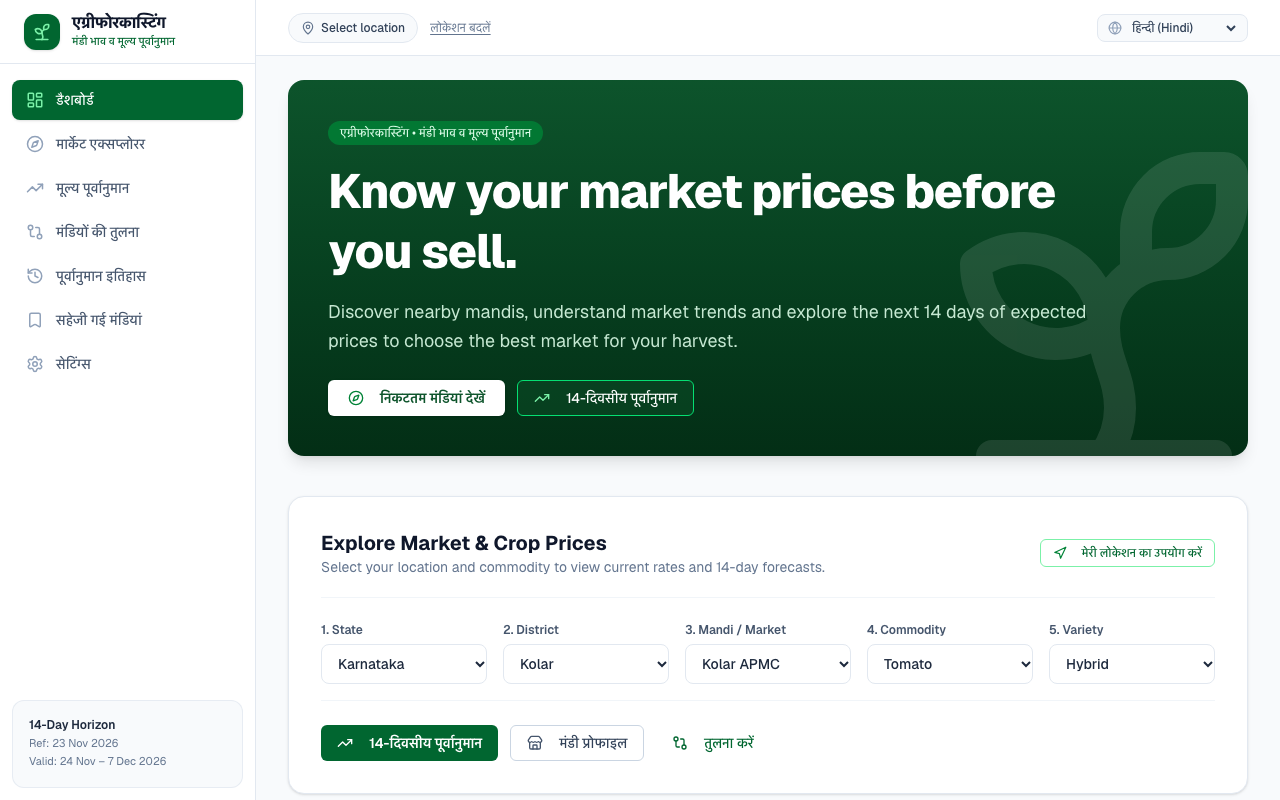 एग्रीफोरकास्टिंग
मंडी भाव व मूल्य पूर्वानुमान
डैशबोर्ड
मार्केट एक्सप्लोरर
मूल्य पूर्वानुमान
मंडियों की तुलना
पूर्वानुमान इतिहास
सहेजी गई मंडियां
सेटिंग्स
14-Day Horizon
Ref: 23 Nov 2026
Valid: 24 Nov – 7 Dec 2026
Select location
लोकेशन बदलें
हिन्दी (Hindi)
एग्रीफोरकास्टिंग • मंडी भाव व मूल्य पूर्वानुमान
Know your market prices before
you sell.
Discover nearby mandis, understand market trends and explore the next 14 days of expected
prices to choose the best market for your harvest.
निकटतम मंडियां देखें
14-दिवसीय पूर्वानुमान
Explore Market & Crop Prices
Select your location and commodity to view current rates and 14-day forecasts.
मेरी लोकेशन का उपयोग करें
1. State
2. District
3. Mandi / Market
4. Commodity
5. Variety
Karnataka
Kolar
Kolar APMC
Tomato
Hybrid
14-दिवसीय पूर्वानुमान
मंडी प्रोफाइल
तुलना करें